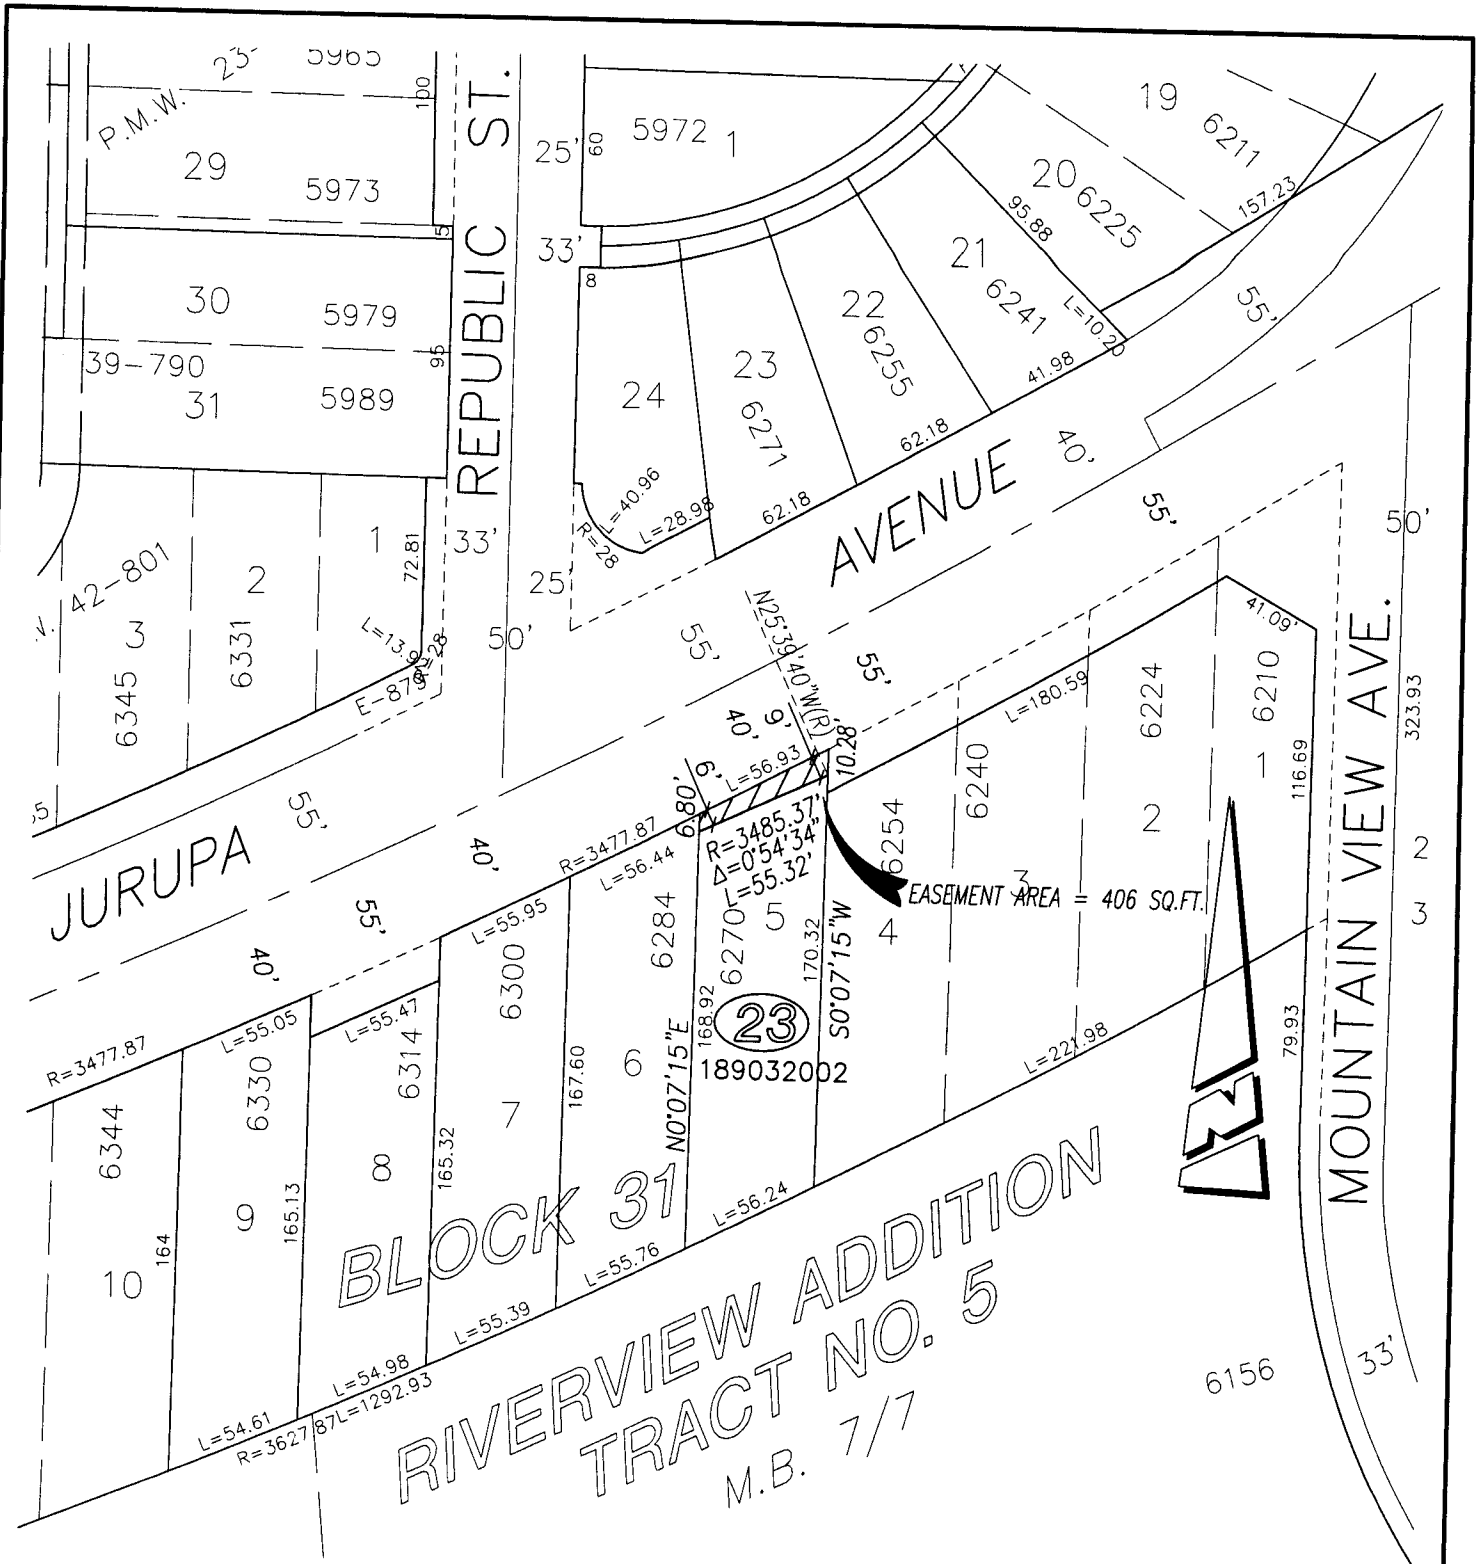 5965
23-
P.M.W.
29
5973
100
5
30
5979
39-790
95
31
5989
REPUBLIC ST.
25'
60
5972
1
33'
8
19
6211
20
6225
157.23
95.88
21
6241
L=10.20
41.98
22
6255
62.18
23
6271
62.18
24
L=40.96
R=28
L=28.98
55'
40'
AVENUE
55'
50'
42-801
3
6345
2
6331
1
72.81
33'
25'
50'
L=13.9
R=28
E-879
55'
N25°39'40"W(R)
55'
40'
9'
6'
L=56.93
10.28'
6.80'
R=3485.37'
Δ=0°54'34"
L=55.32'
EASEMENT AREA = 406 SQ.FT.
L=180.59
41.09'
6210
1
116.69
6224
2
6240
3
6254
4
323.93
MOUNTAIN VIEW AVE.
2
3
79.93
JURUPA
55'
40'
55'
40'
R=3477.87
L=56.44
L=55.95
L=55.47
L=55.05
R=3477.87
6270
5
170.32
S0°07'15"W
168.92
N0°07'15"E
23
189032002
6284
6
167.60
6300
7
165.32
6314
8
165.13
6330
9
164
6344
10
L=221.98
L=56.24
L=55.76
L=55.39
L=54.98
L=54.61
R=3627.87
L=1292.93
BLOCK 31
RIVERVIEW ADDITION
TRACT NO. 5
M.B. 7/7
6156
33'